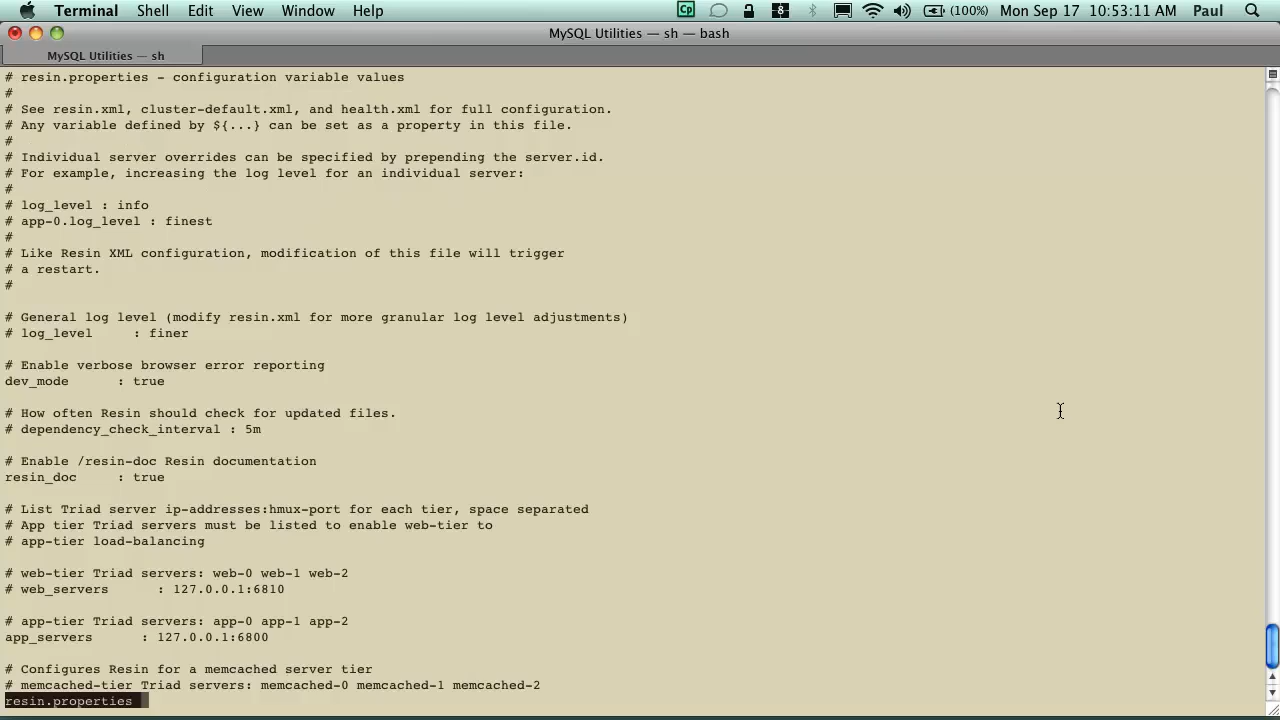 Terminal Shell Edit View Window Help Cp 8 (100%) Mon Sep 17 10:53:11 AM Paul
MySQL Utilities — sh — bash
MySQL Utilities — sh
# resin.properties - configuration variable values
#
# See resin.xml, cluster-default.xml, and health.xml for full configuration.
# Any variable defined by ${...} can be set as a property in this file.
#
# Individual server overrides can be specified by prepending the server.id.
# For example, increasing the log level for an individual server:
#
# log_level : info
# app-0.log_level : finest
#
# Like Resin XML configuration, modification of this file will trigger
# a restart.
#
# General log level (modify resin.xml for more granular log level adjustments)
# log_level     : finer
# Enable verbose browser error reporting
dev_mode      : true
# How often Resin should check for updated files.
# dependency_check_interval : 5m
# Enable /resin-doc Resin documentation
resin_doc     : true
# List Triad server ip-addresses:hmux-port for each tier, space separated
# App tier Triad servers must be listed to enable web-tier to
# app-tier load-balancing
# web-tier Triad servers: web-0 web-1 web-2
# web_servers      : 127.0.0.1:6810
# app-tier Triad servers: app-0 app-1 app-2
app_servers      : 127.0.0.1:6800
# Configures Resin for a memcached server tier
# memcached-tier Triad servers: memcached-0 memcached-1 memcached-2
resin.properties